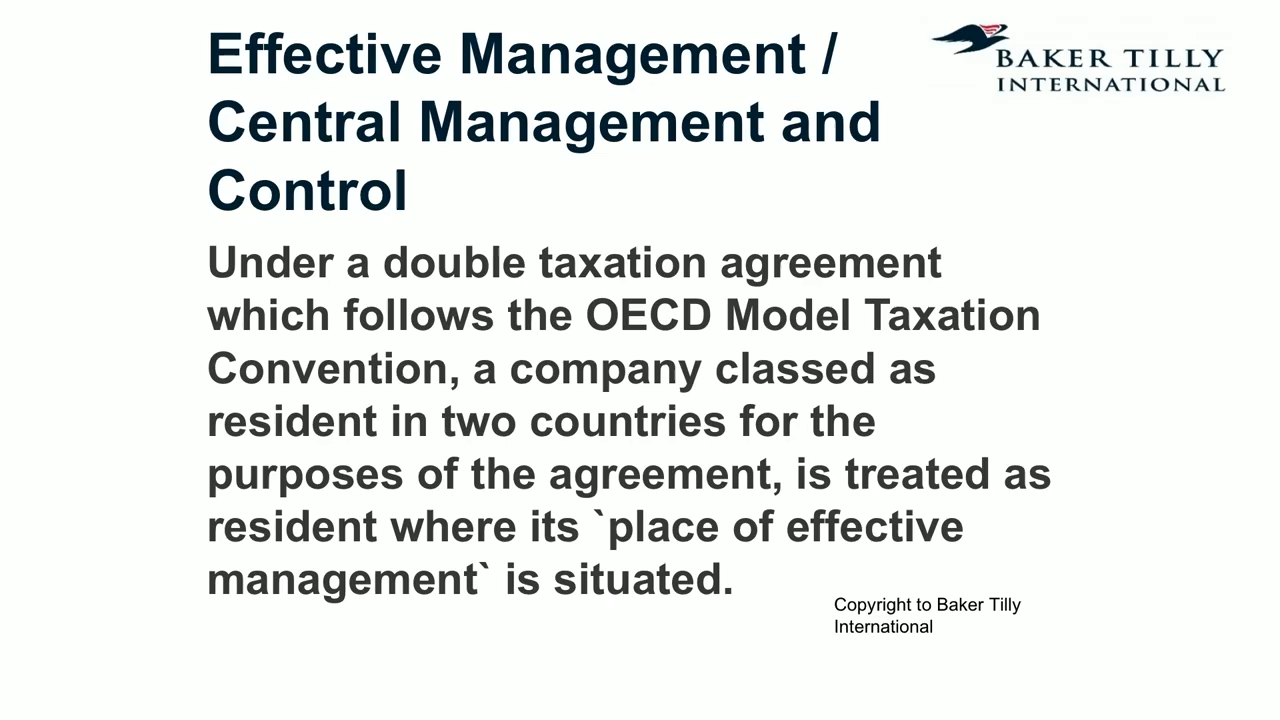 Effective Management /
Central Management and
Control
BAKER TILLY
INTERNATIONAL
Under a double taxation agreement
which follows the OECD Model Taxation
Convention, a company classed as
resident in two countries for the
purposes of the agreement, is treated as
resident where its `place of effective
management` is situated.
Copyright to Baker Tilly
International